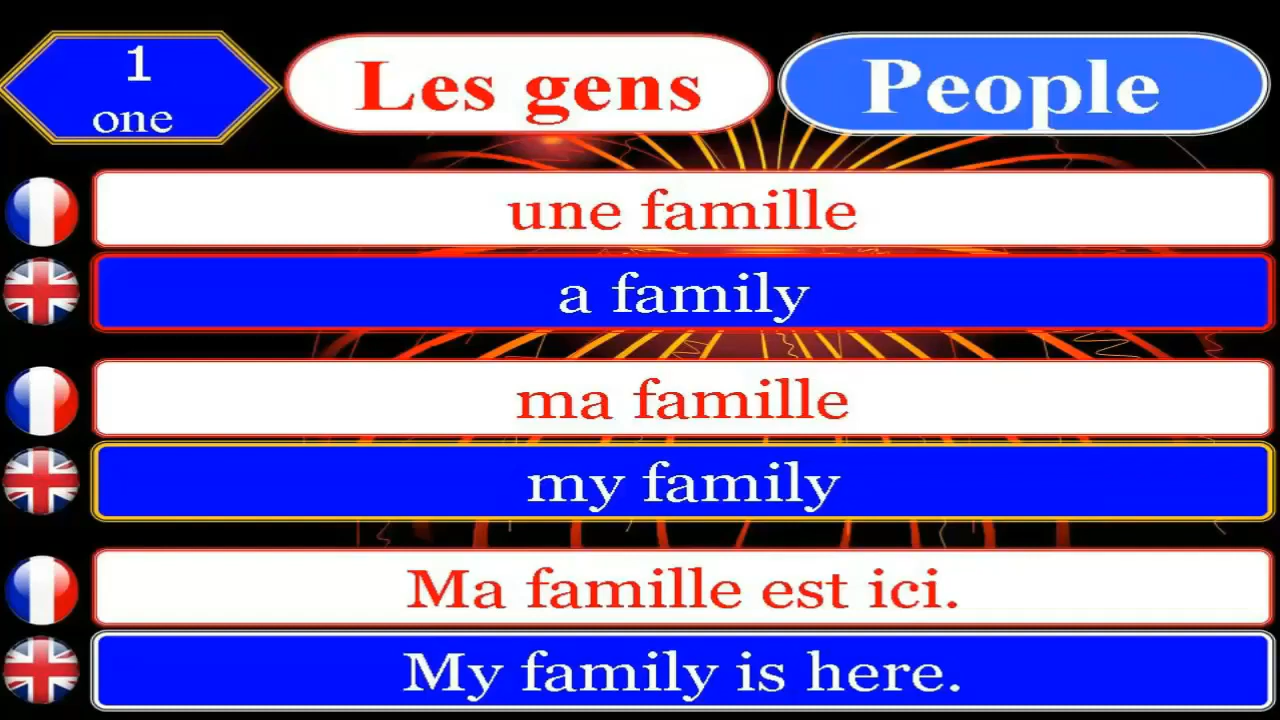 1
one
Les gens
People
une famille
a family
ma famille
my family
Ma famille est ici.
My family is here.